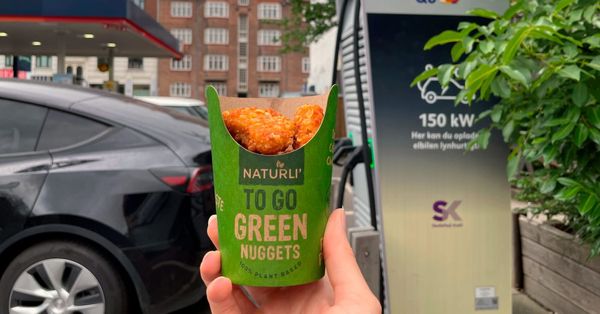 150 kW
Her kan du oplade
elbilen lynhurtigt
SK
NATURLI'
TO GO
GREEN
NUGGETS
100% PLANT BASED